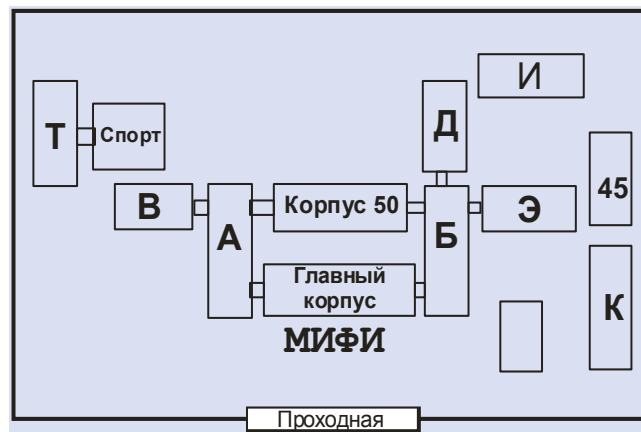 И
Т
Спорт
Д
45
В
А
Корпус 50
Б
Э
Главный
корпус
К
МИФИ
Проходная